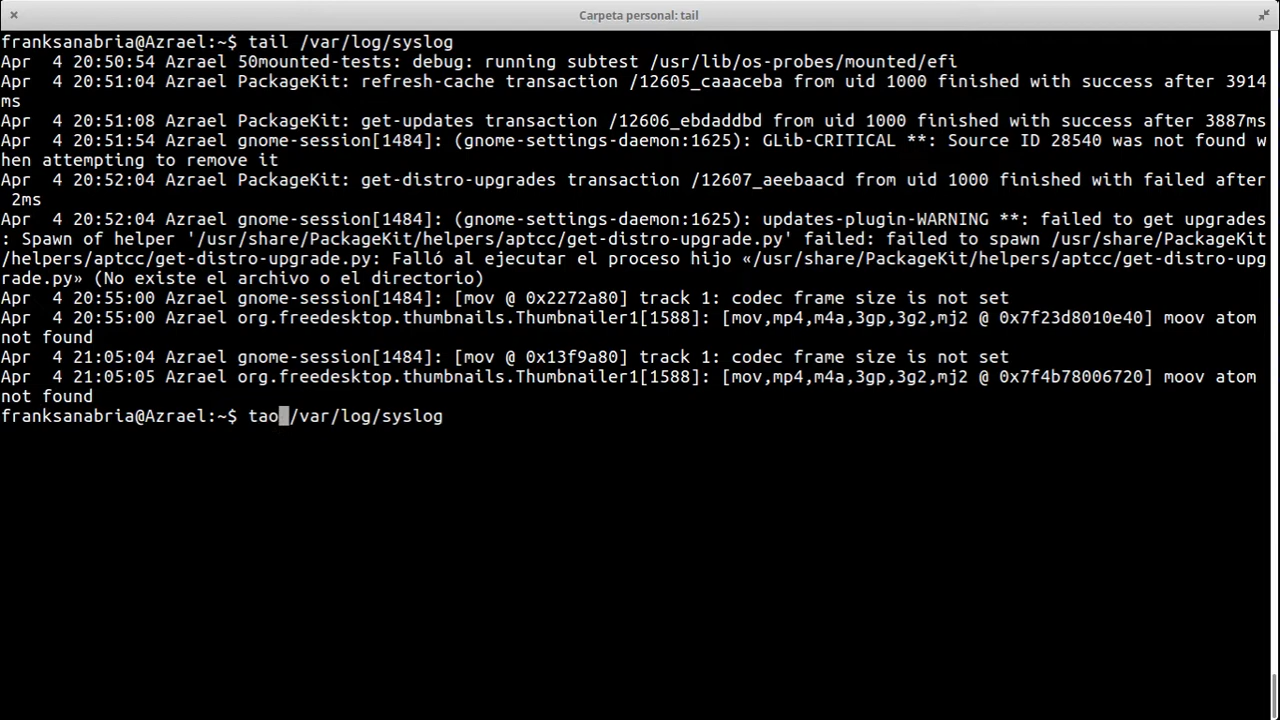 Carpeta personal: tail
franksanabria@Azrael:~$ tail /var/log/syslog
Apr  4 20:50:54 Azrael 50mounted-tests: debug: running subtest /usr/lib/os-probes/mounted/efi
Apr  4 20:51:04 Azrael PackageKit: refresh-cache transaction /12605_caaaceba from uid 1000 finished with success after 3914
ms
Apr  4 20:51:08 Azrael PackageKit: get-updates transaction /12606_ebdaddbd from uid 1000 finished with success after 3887ms
Apr  4 20:51:54 Azrael gnome-session[1484]: (gnome-settings-daemon:1625): GLib-CRITICAL **: Source ID 28540 was not found w
hen attempting to remove it
Apr  4 20:52:04 Azrael PackageKit: get-distro-upgrades transaction /12607_aeebaacd from uid 1000 finished with failed after
 2ms
Apr  4 20:52:04 Azrael gnome-session[1484]: (gnome-settings-daemon:1625): updates-plugin-WARNING **: failed to get upgrades
: Spawn of helper '/usr/share/PackageKit/helpers/aptcc/get-distro-upgrade.py' failed: failed to spawn /usr/share/PackageKit
/helpers/aptcc/get-distro-upgrade.py: Falló al ejecutar el proceso hijo «/usr/share/PackageKit/helpers/aptcc/get-distro-upg
rade.py» (No existe el archivo o el directorio)
Apr  4 20:55:00 Azrael gnome-session[1484]: [mov @ 0x2272a80] track 1: codec frame size is not set
Apr  4 20:55:00 Azrael org.freedesktop.thumbnails.Thumbnailer1[1588]: [mov,mp4,m4a,3gp,3g2,mj2 @ 0x7f23d8010e40] moov atom
not found
Apr  4 21:05:04 Azrael gnome-session[1484]: [mov @ 0x13f9a80] track 1: codec frame size is not set
Apr  4 21:05:05 Azrael org.freedesktop.thumbnails.Thumbnailer1[1588]: [mov,mp4,m4a,3gp,3g2,mj2 @ 0x7f4b78006720] moov atom
not found
franksanabria@Azrael:~$ tao /var/log/syslog